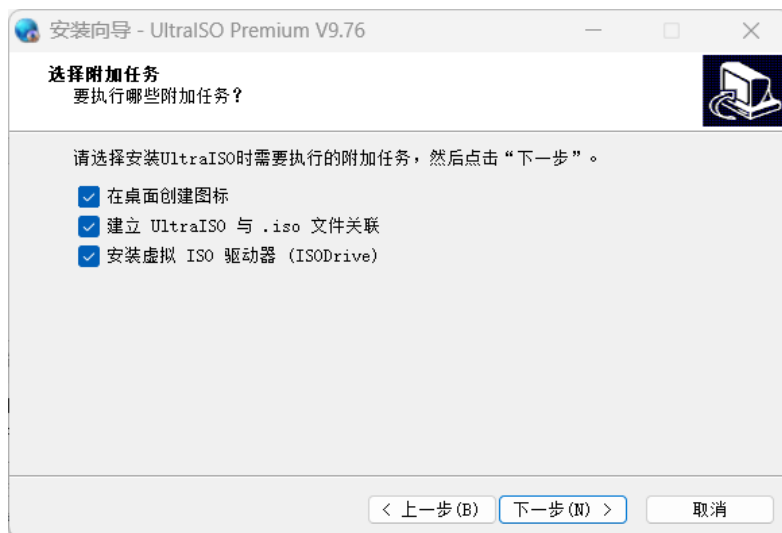 安装向导 - UltraISO Premium V9.76
选择附加任务
要执行哪些附加任务？
请选择安装UltraISO时需要执行的附加任务，然后点击“下一步”。
在桌面创建图标
建立 UltraISO 与 .iso 文件关联
安装虚拟 ISO 驱动器 (ISODrive)
< 上一步(B) 下一步(N) > 取消